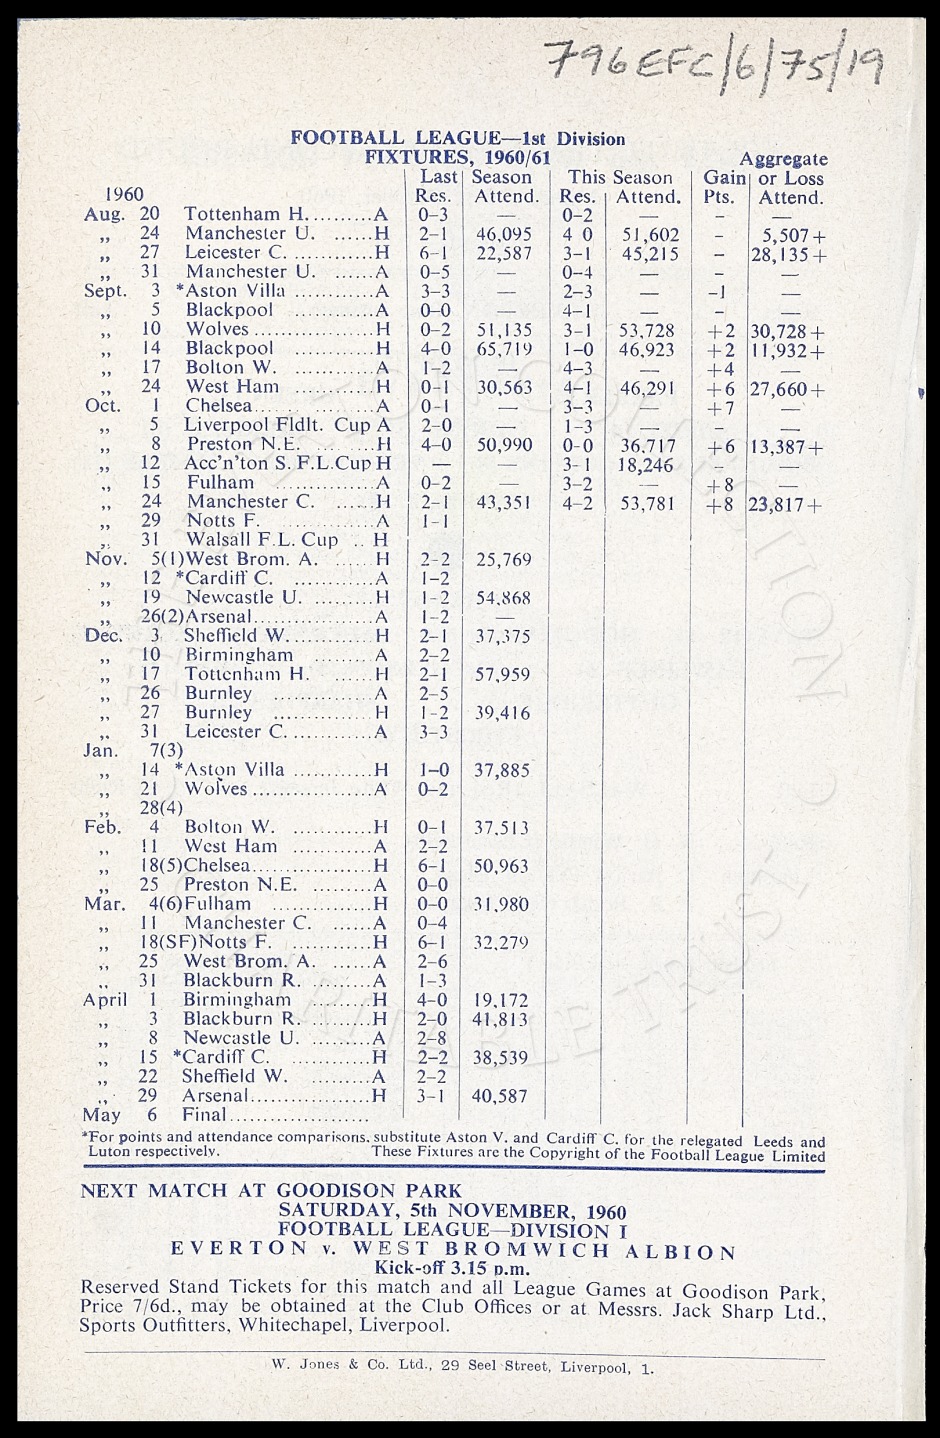 796EFC/6/75/19
FOOTBALL LEAGUE—1st Division
FIXTURES, 1960/61 Aggregate
Last Season This Season Gain or Loss
1960 Res. Attend. Res. Attend. Pts. Attend.
Aug. 20 Tottenham H. .......... A 0–3 — 0–2 — – —
„ 24 Manchester U. ...... H 2–1 46,095 4 0 51,602 – 5,507+
„ 27 Leicester C. ............ H 6–1 22,587 3–1 45,215 – 28,135+
„ 31 Manchester U. ...... A 0–5 — 0–4 — – —
Sept. 3 *Aston Villa ............ A 3–3 — 2–3 — –1 —
„ 5 Blackpool ............ A 0–0 — 4–1 — – —
„ 10 Wolves .................. H 0–2 51,135 3–1 53,728 +2 30,728+
„ 14 Blackpool ............ H 4–0 65,719 1–0 46,923 +2 11,932+
„ 17 Bolton W. ............ A 1–2 — 4–3 — +4 —
„ 24 West Ham ............ H 0–1 30,563 4–1 46,291 +6 27,660+
Oct. 1 Chelsea .................. A 0–1 — 3–3 — +7 —
„ 5 Liverpool Fldlt. Cup A 2–0 — 1–3 — – —
„ 8 Preston N.E. ......... H 4–0 50,990 0–0 36,717 +6 13,387+
„ 12 Acc'n'ton S. F.L.Cup H — — 3–1 18,246 – —
„ 15 Fulham ............... A 0–2 — 3–2 — +8 —
„ 24 Manchester C. ...... H 2–1 43,351 4–2 53,781 +8 23,817+
„ 29 Notts F. ............ A 1–1
„ 31 Walsall F.L. Cup .. H
Nov. 5(1)West Brom. A. ...... H 2–2 25,769
„ 12 *Cardiff C. ............ A 1–2
„ 19 Newcastle U. ......... H 1–2 54,868
„ 26(2)Arsenal .................. A 1–2 —
Dec. 3 Sheffield W. ............ H 2–1 37,375
„ 10 Birmingham ......... A 2–2
„ 17 Tottenham H. ...... H 2–1 57,959
„ 26 Burnley ............... A 2–5
„ 27 Burnley ............... H 1–2 39,416
„ 31 Leicester C. ............ A 3–3
Jan. 7(3)
„ 14 *Aston Villa ............ H 1–0 37,885
„ 21 Wolves .................. A 0–2
„ 28(4)
Feb. 4 Bolton W. ............ H 0–1 37,513
„ 11 West Ham ............ A 2–2
„ 18(5)Chelsea .................. H 6–1 50,963
„ 25 Preston N.E. ......... A 0–0
Mar. 4(6)Fulham ............... H 0–0 31,980
„ 11 Manchester C. ...... A 0–4
„ 18(SF)Notts F. ............ H 6–1 32,279
„ 25 West Brom. A. ...... A 2–6
„ 31 Blackburn R. ......... A 1–3
April 1 Birmingham ......... H 4–0 19,172
„ 3 Blackburn R. ......... H 2–0 41,813
„ 8 Newcastle U. ......... A 2–8
„ 15 *Cardiff C. ............ H 2–2 38,539
„ 22 Sheffield W. ......... A 2–2
„ 29 Arsenal .................. H 3–1 40,587
May 6 Final .....................
*For points and attendance comparisons, substitute Aston V. and Cardiff C. for the relegated Leeds and
Luton respectively. These Fixtures are the Copyright of the Football League Limited
NEXT MATCH AT GOODISON PARK
SATURDAY, 5th NOVEMBER, 1960
FOOTBALL LEAGUE—DIVISION I
EVERTON v. WEST BROMWICH ALBION
Kick-off 3.15 p.m.
Reserved Stand Tickets for this match and all League Games at Goodison Park,
Price 7/6d., may be obtained at the Club Offices or at Messrs. Jack Sharp Ltd.,
Sports Outfitters, Whitechapel, Liverpool.
W. Jones & Co. Ltd., 29 Seel Street, Liverpool, 1.